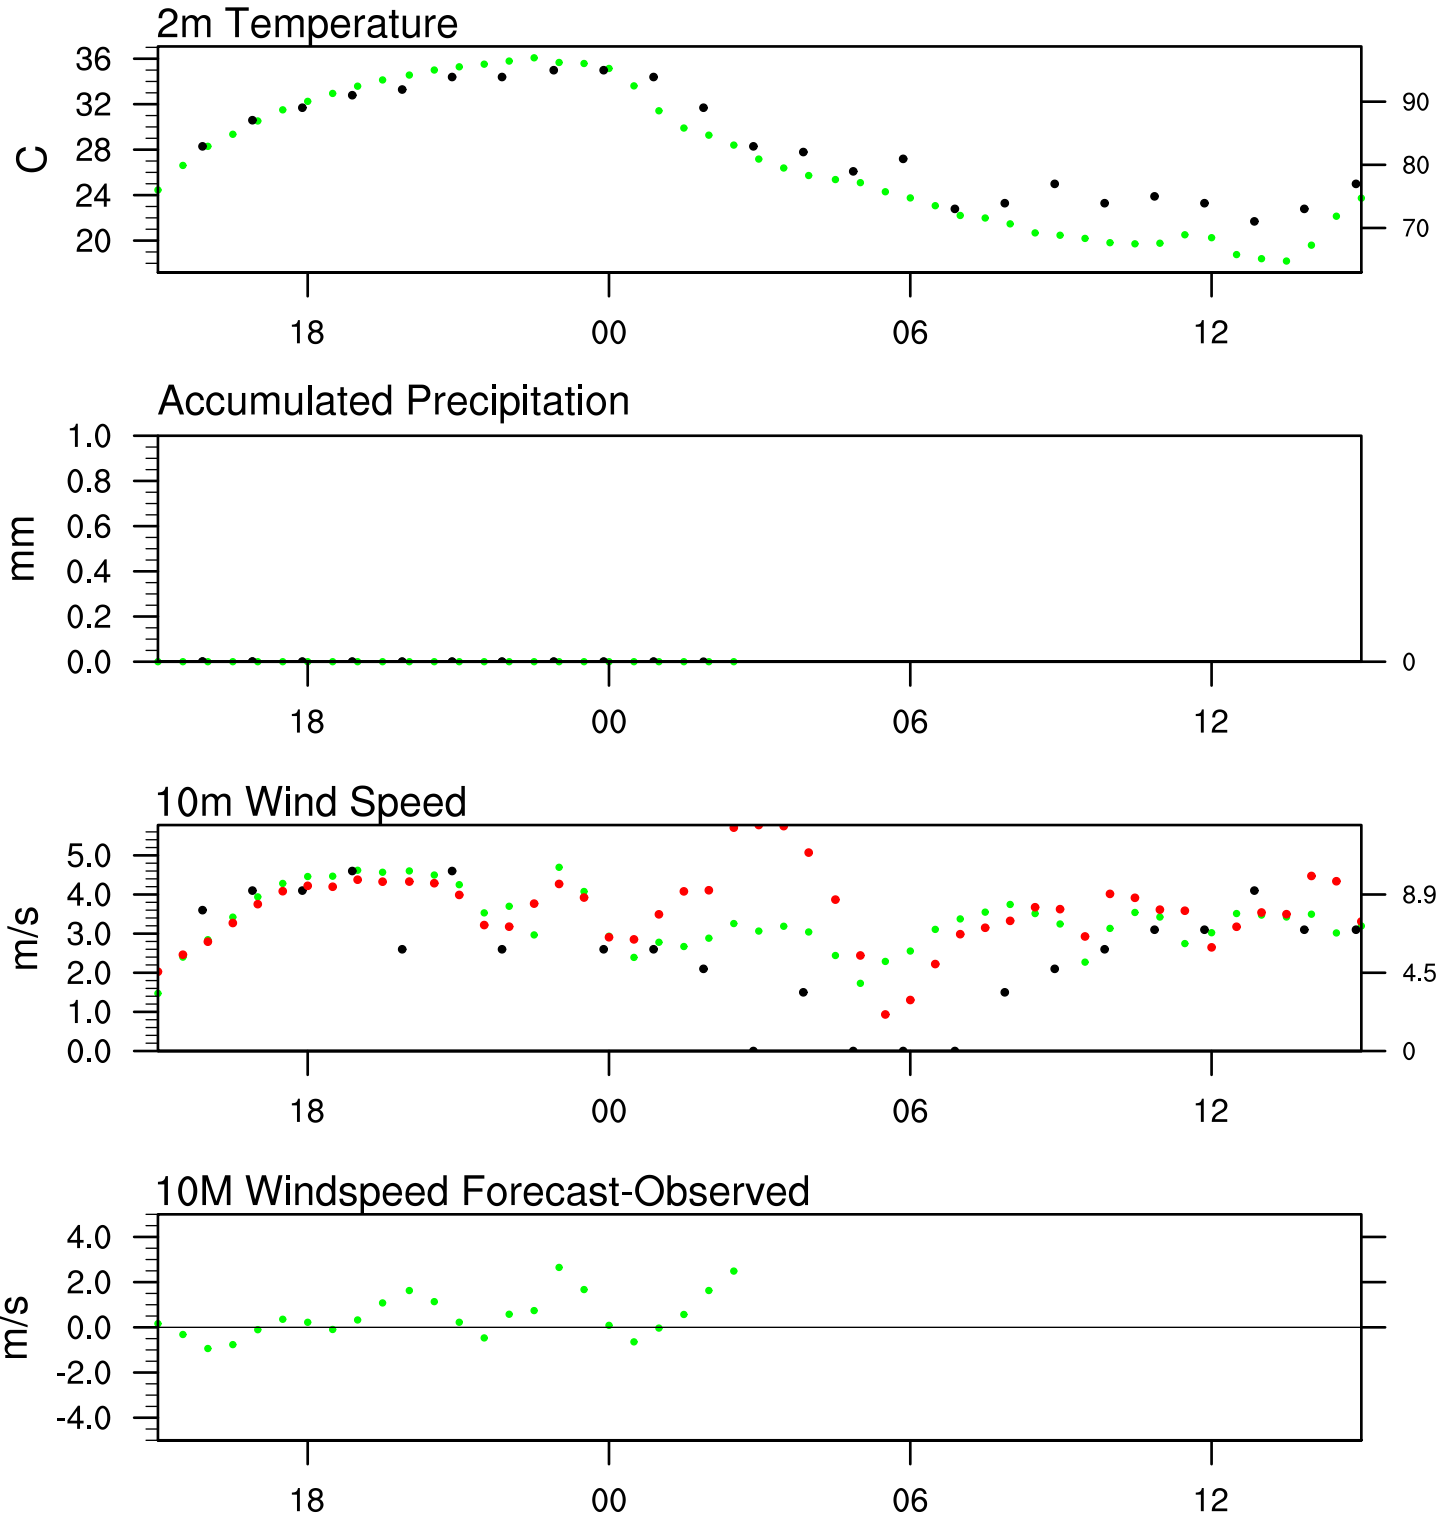 2m Temperature
36
32
90
28
C
80
24
70
20
18 00 06 12
Accumulated Precipitation
1.0
0.8
0.6
mm
0.4
0.2
0.0 0
18 00 06 12
10m Wind Speed
5.0
4.0 8.9
3.0
m/s
2.0 4.5
1.0
0.0 0
18 00 06 12
10M Windspeed Forecast-Observed
4.0
2.0
0.0
m/s
-2.0
-4.0
18 00 06 12